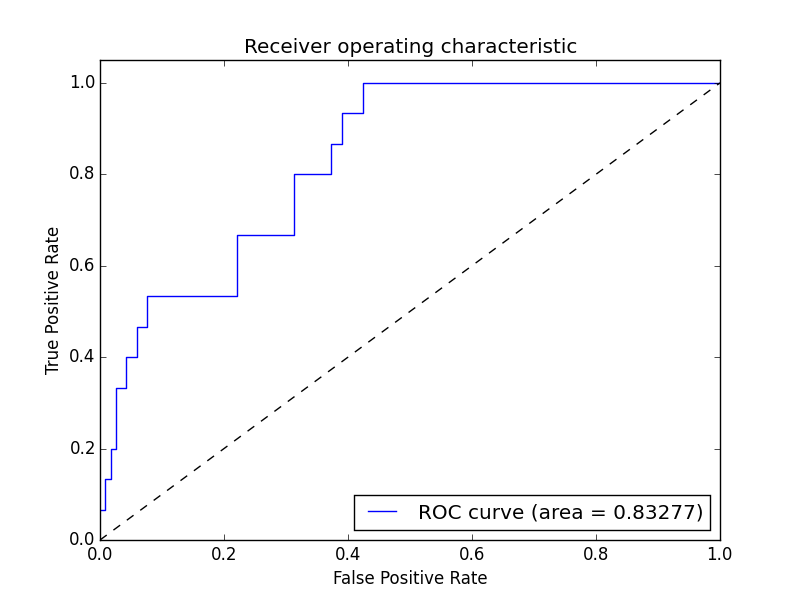 Receiver operating characteristic
1.0
0.8
0.6
0.4
0.2
0.0
True Positive Rate
ROC curve (area = 0.83277)
0.0 0.2 0.4 0.6 0.8 1.0
False Positive Rate